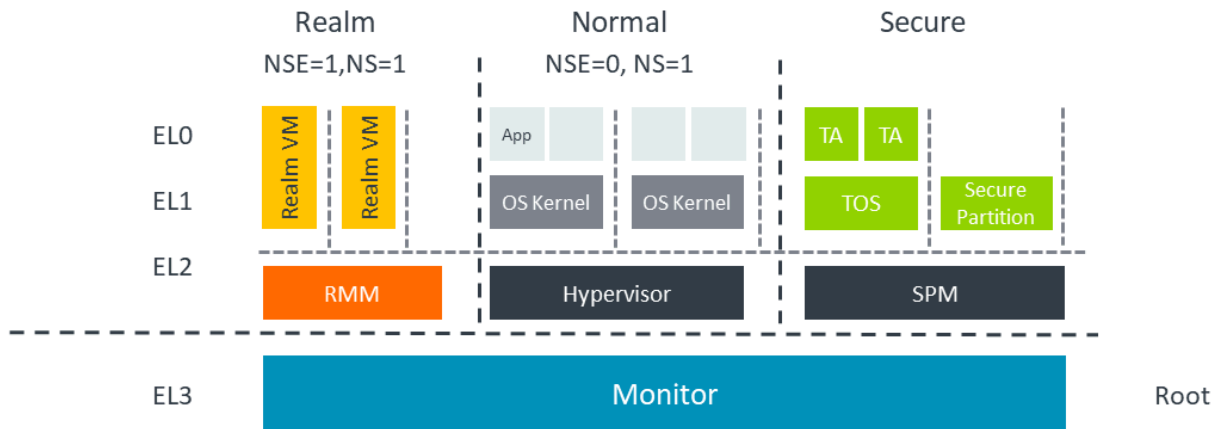 Realm Normal Secure
NSE=1,NS=1 NSE=0, NS=1
EL0 Realm VM Realm VM App TA TA
EL1 OS Kernel OS Kernel TOS Secure
Partition
EL2 RMM Hypervisor SPM
EL3 Monitor Root